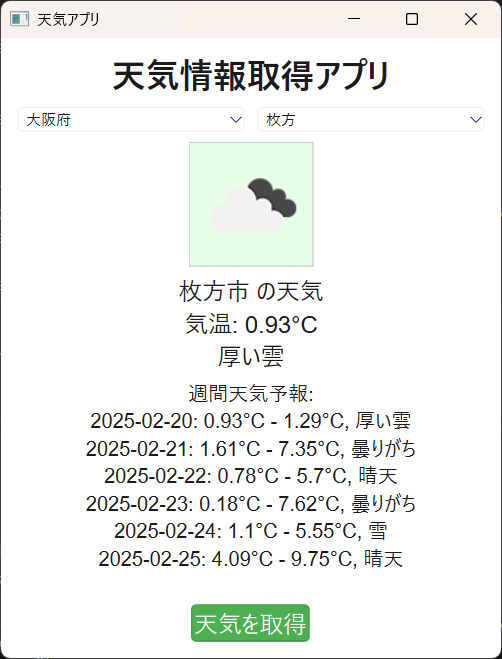 天気アプリ
天気情報取得アプリ
大阪府 枚方
枚方市 の天気
気温: 0.93°C
厚い雲
週間天気予報:
2025-02-20: 0.93°C - 1.29°C, 厚い雲
2025-02-21: 1.61°C - 7.35°C, 曇りがち
2025-02-22: 0.78°C - 5.7°C, 晴天
2025-02-23: 0.18°C - 7.62°C, 曇りがち
2025-02-24: 1.1°C - 5.55°C, 雪
2025-02-25: 4.09°C - 9.75°C, 晴天
天気を取得